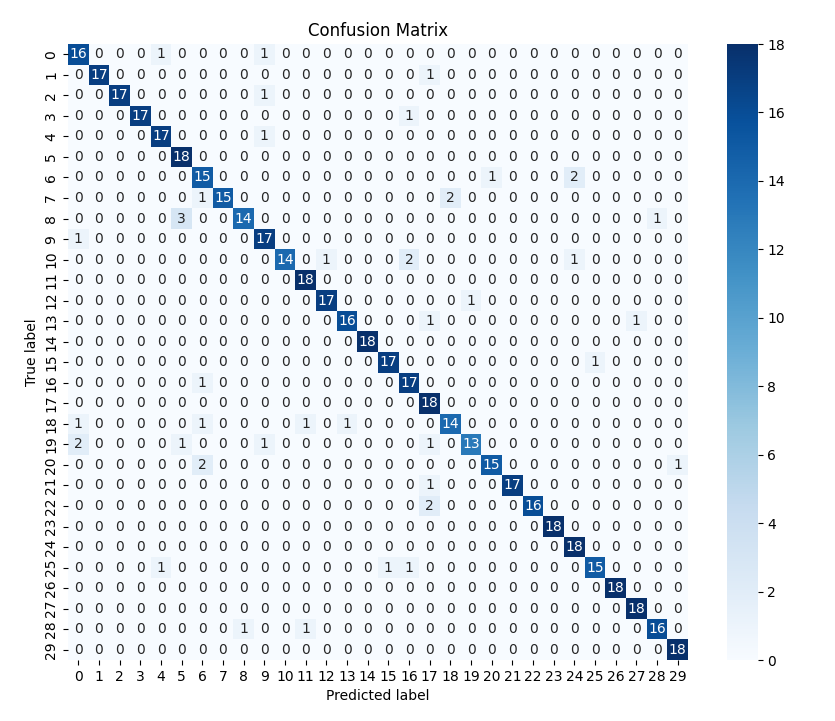 Confusion Matrix
0 16 0 0 0 1 0 0 0 0 1 0 0 0 0 0 0 0 0 0 0 0 0 0 0 0 0 0 0 0 0
1 0 17 0 0 0 0 0 0 0 0 0 0 0 0 0 0 0 1 0 0 0 0 0 0 0 0 0 0 0 0
2 0 0 17 0 0 0 0 0 0 1 0 0 0 0 0 0 0 0 0 0 0 0 0 0 0 0 0 0 0 0
3 0 0 0 17 0 0 0 0 0 0 0 0 0 0 0 0 1 0 0 0 0 0 0 0 0 0 0 0 0 0
4 0 0 0 0 17 0 0 0 0 1 0 0 0 0 0 0 0 0 0 0 0 0 0 0 0 0 0 0 0 0
5 0 0 0 0 0 18 0 0 0 0 0 0 0 0 0 0 0 0 0 0 0 0 0 0 0 0 0 0 0 0
6 0 0 0 0 0 0 15 0 0 0 0 0 0 0 0 0 0 0 0 0 1 0 0 0 2 0 0 0 0 0
7 0 0 0 0 0 0 1 15 0 0 0 0 0 0 0 0 0 0 2 0 0 0 0 0 0 0 0 0 0 0
8 0 0 0 0 0 3 0 0 14 0 0 0 0 0 0 0 0 0 0 0 0 0 0 0 0 0 0 0 1 0
9 1 0 0 0 0 0 0 0 0 17 0 0 0 0 0 0 0 0 0 0 0 0 0 0 0 0 0 0 0 0
10 0 0 0 0 0 0 0 0 0 0 14 0 1 0 0 0 2 0 0 0 0 0 0 0 1 0 0 0 0 0
11 0 0 0 0 0 0 0 0 0 0 0 18 0 0 0 0 0 0 0 0 0 0 0 0 0 0 0 0 0 0
12 0 0 0 0 0 0 0 0 0 0 0 0 17 0 0 0 0 0 0 1 0 0 0 0 0 0 0 0 0 0
13 0 0 0 0 0 0 0 0 0 0 0 0 0 16 0 0 0 1 0 0 0 0 0 0 0 0 0 1 0 0
14 0 0 0 0 0 0 0 0 0 0 0 0 0 0 18 0 0 0 0 0 0 0 0 0 0 0 0 0 0 0
15 0 0 0 0 0 0 0 0 0 0 0 0 0 0 0 17 0 0 0 0 0 0 0 0 0 1 0 0 0 0
16 0 0 0 0 0 0 1 0 0 0 0 0 0 0 0 0 17 0 0 0 0 0 0 0 0 0 0 0 0 0
17 0 0 0 0 0 0 0 0 0 0 0 0 0 0 0 0 0 18 0 0 0 0 0 0 0 0 0 0 0 0
18 1 0 0 0 0 0 1 0 0 0 0 1 0 1 0 0 0 0 14 0 0 0 0 0 0 0 0 0 0 0
19 2 0 0 0 0 1 0 0 0 1 0 0 0 0 0 0 0 1 0 13 0 0 0 0 0 0 0 0 0 0
20 0 0 0 0 0 0 2 0 0 0 0 0 0 0 0 0 0 0 0 0 15 0 0 0 0 0 0 0 0 1
21 0 0 0 0 0 0 0 0 0 0 0 0 0 0 0 0 0 1 0 0 0 17 0 0 0 0 0 0 0 0
22 0 0 0 0 0 0 0 0 0 0 0 0 0 0 0 0 0 2 0 0 0 0 16 0 0 0 0 0 0 0
23 0 0 0 0 0 0 0 0 0 0 0 0 0 0 0 0 0 0 0 0 0 0 0 18 0 0 0 0 0 0
24 0 0 0 0 0 0 0 0 0 0 0 0 0 0 0 0 0 0 0 0 0 0 0 0 18 0 0 0 0 0
25 0 0 0 0 1 0 0 0 0 0 0 0 0 0 0 1 1 0 0 0 0 0 0 0 0 15 0 0 0 0
26 0 0 0 0 0 0 0 0 0 0 0 0 0 0 0 0 0 0 0 0 0 0 0 0 0 0 18 0 0 0
27 0 0 0 0 0 0 0 0 0 0 0 0 0 0 0 0 0 0 0 0 0 0 0 0 0 0 0 18 0 0
28 0 0 0 0 0 0 0 0 1 0 0 1 0 0 0 0 0 0 0 0 0 0 0 0 0 0 0 0 16 0
29 0 0 0 0 0 0 0 0 0 0 0 0 0 0 0 0 0 0 0 0 0 0 0 0 0 0 0 0 0 18
0 1 2 3 4 5 6 7 8 9 10 11 12 13 14 15 16 17 18 19 20 21 22 23 24 25 26 27 28 29
Predicted label
True label
18
16
14
12
10
8
6
4
2
0